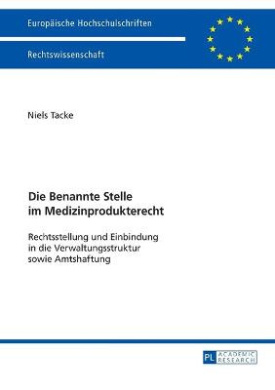 Europäische Hochschulschriften
Rechtswissenschaft
Niels Tacke
Die Benannte Stelle
im Medizinprodukterecht
Rechtsstellung und Einbindung
in die Verwaltungsstruktur
sowie Amtshaftung
PL ACADEMIC
RESEARCH